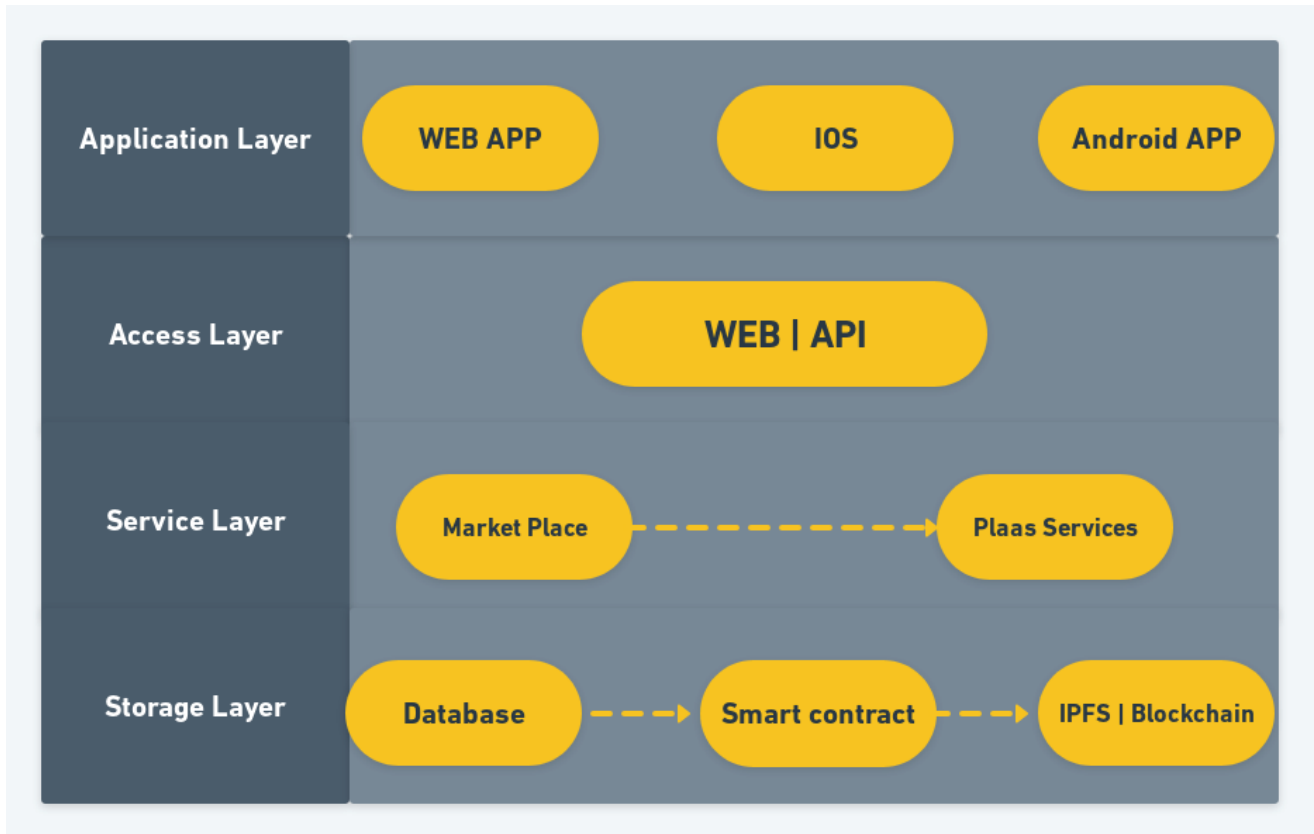 Application Layer
WEB APP
IOS
Android APP
Access Layer
WEB | API
Service Layer
Market Place
Plaas Services
Storage Layer
Database
Smart contract
IPFS | Blockchain